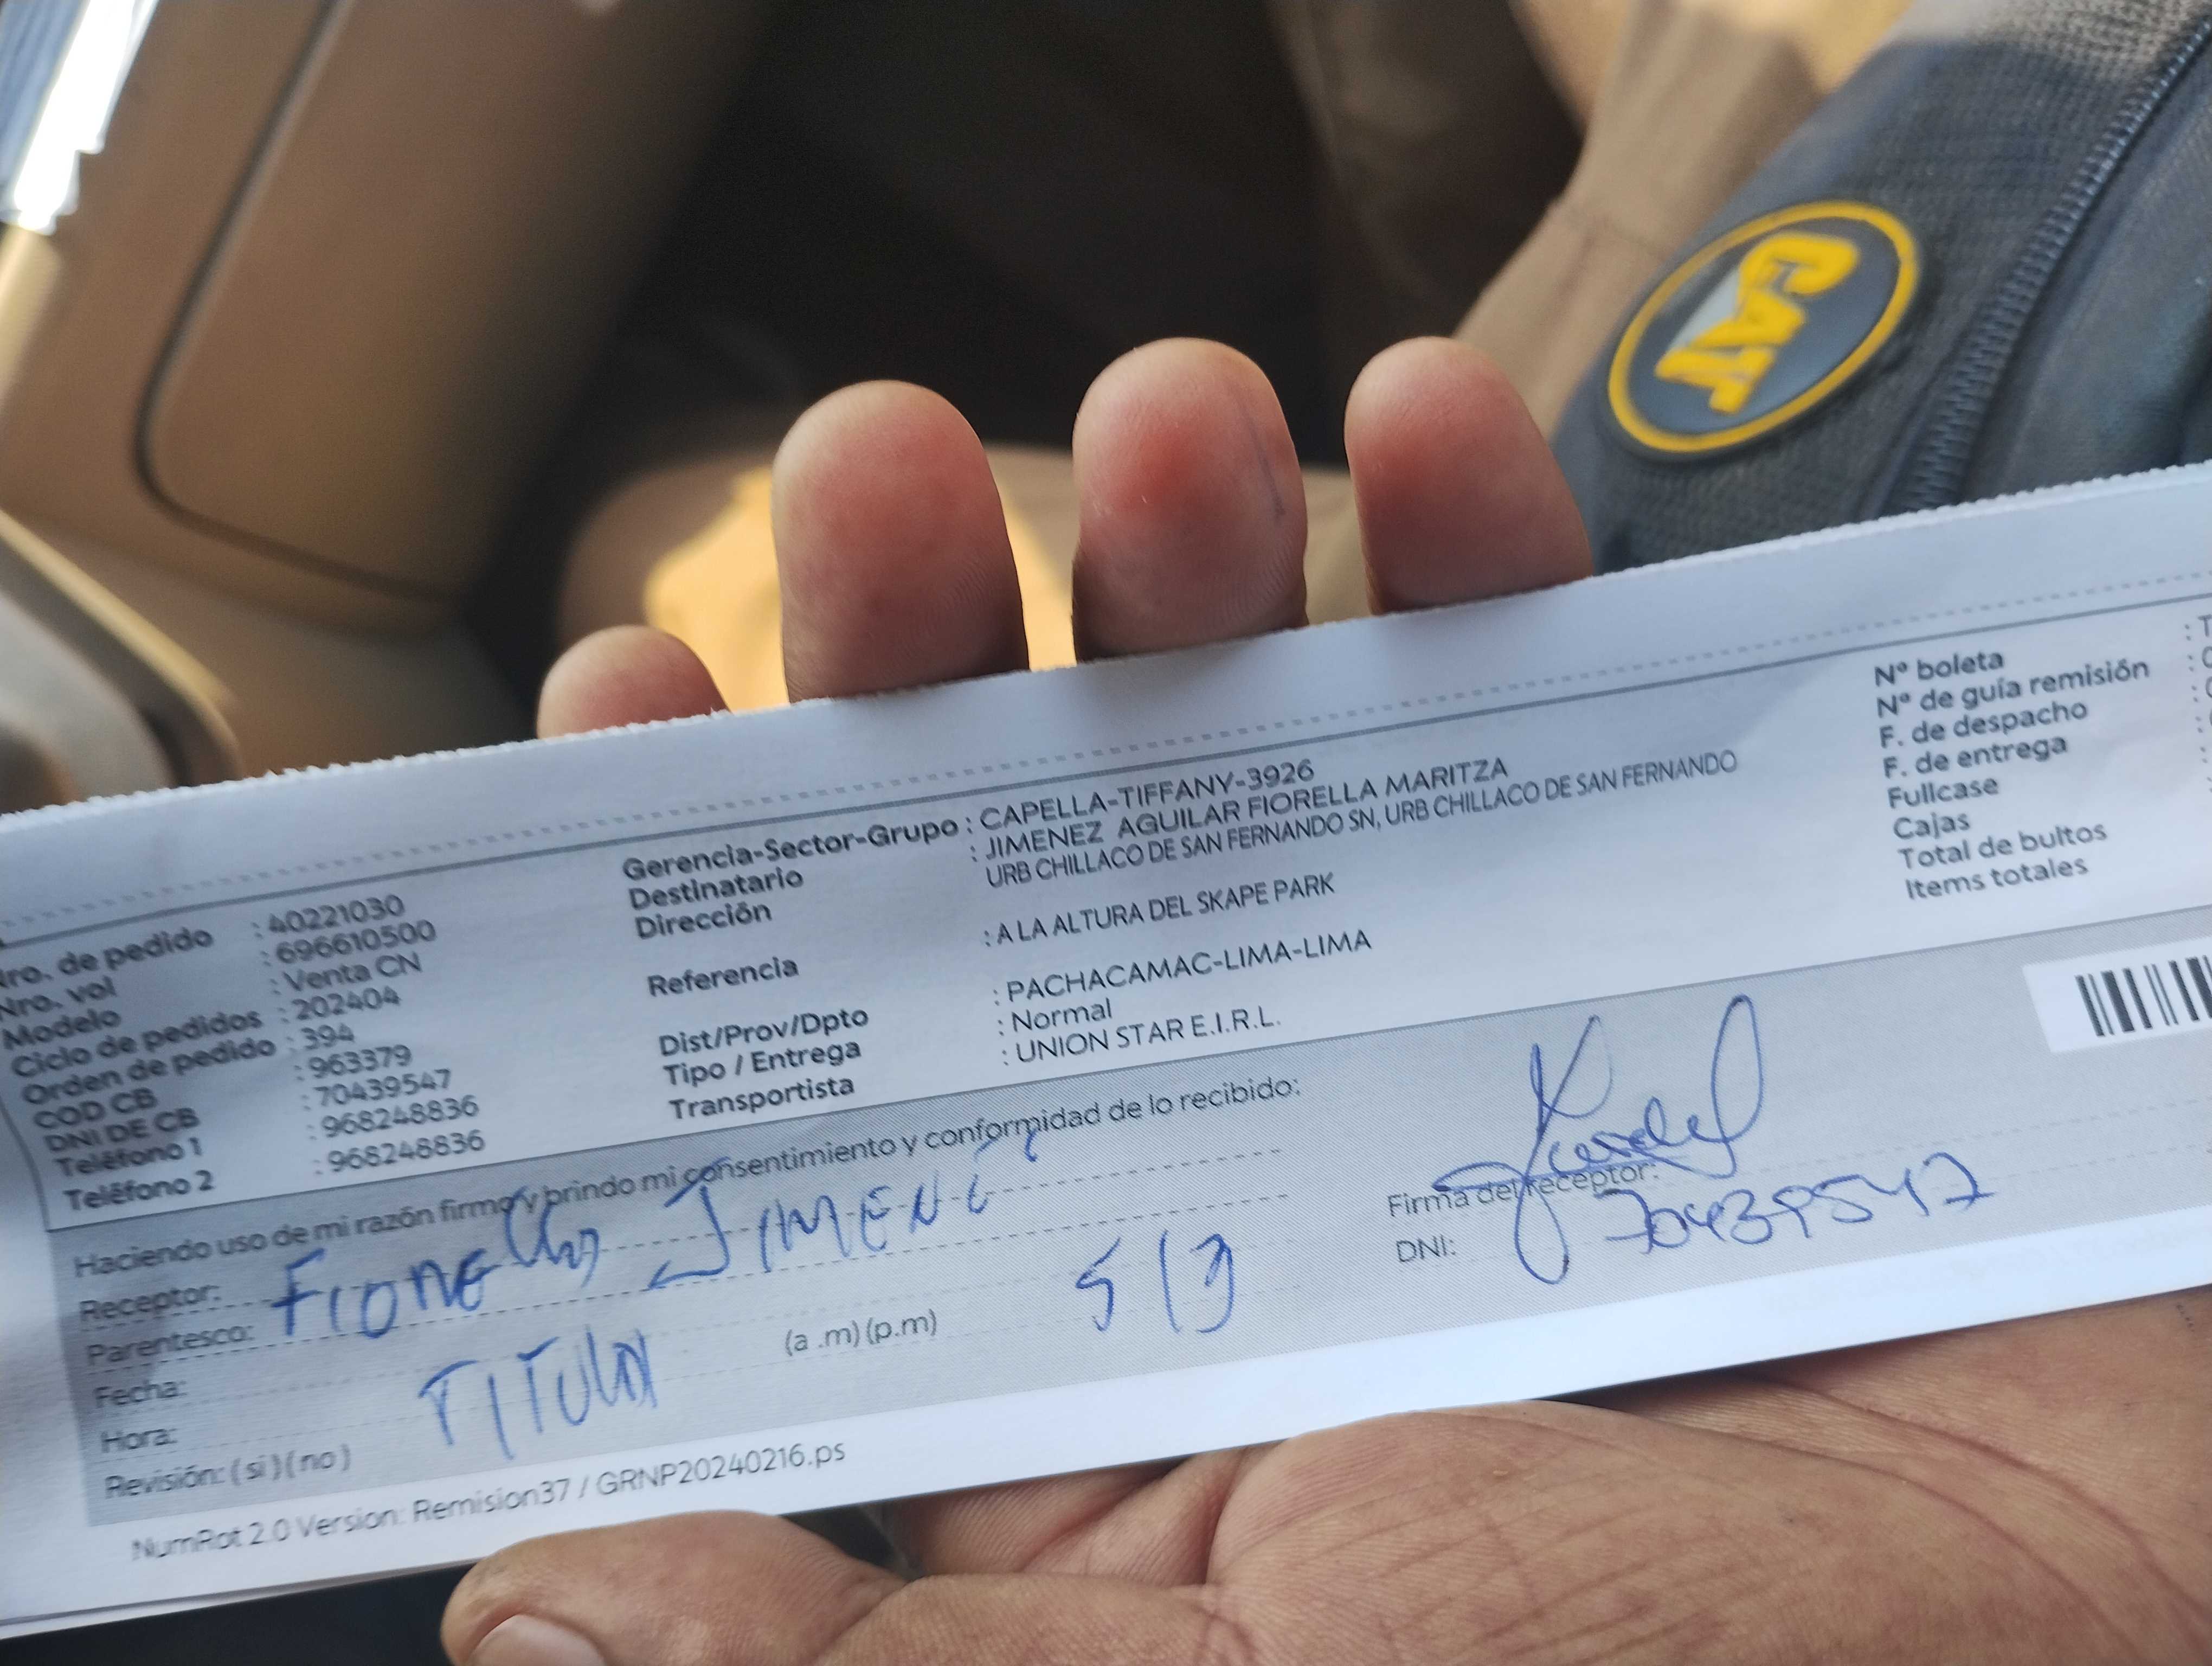 CAT
Nro. de pedido : 40221030
Nro. vol : 696610500
Modelo : Venta CN
Ciclo de pedidos : 202404
Orden de pedido : 394
COD CB : 963379
DNI DE CB : 70439547
Teléfono 1 : 968248836
Teléfono 2 : 968248836
Gerencia-Sector-Grupo : CAPELLA-TIFFANY-3926
Destinatario : JIMENEZ AGUILAR FIORELLA MARITZA
Dirección URB CHILLACO DE SAN FERNANDO SN, URB CHILLACO DE SAN FERNANDO
Referencia : A LA ALTURA DEL SKAPE PARK
Dist/Prov/Dpto : PACHACAMAC-LIMA-LIMA
Tipo / Entrega : Normal
Transportista : UNION STAR E.I.R.L.
Nº boleta
Nº de guía remisión
F. de despacho
F. de entrega
Fullcase
Cajas
Total de bultos
Items totales
Haciendo uso de mi razón firmo y brindo mi consentimiento y conformidad de lo recibido:
Receptor:
Parentesco:
Fecha:
Hora: (a .m) (p.m)
Revisión: ( si ) ( no )
Firma del receptor:
DNI: 70439547
NumRot 2.0 Version: Remision37 / GRNP20240216.ps